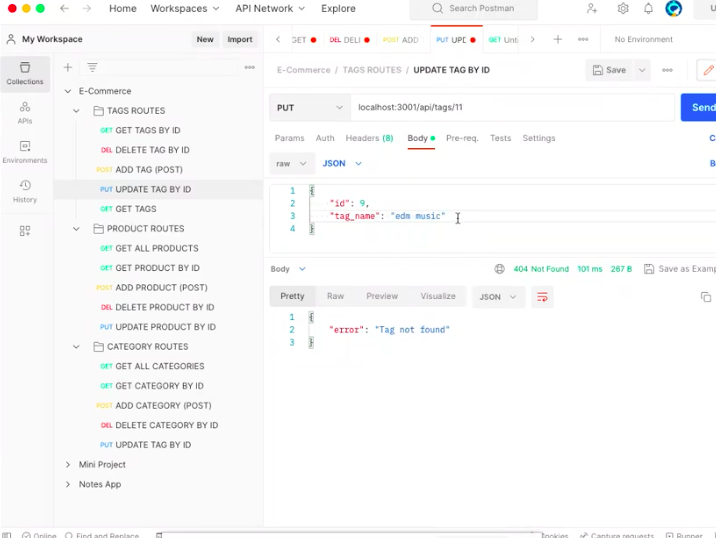 Home Workspaces API Network Explore Search Postman
My Workspace New Import GET DEL DELI POST ADD PUT UPD GET Unt No Environment
Collections
APIs
Environments
History
E-Commerce
TAGS ROUTES
GET GET TAGS BY ID
DEL DELETE TAG BY ID
POST ADD TAG (POST)
PUT UPDATE TAG BY ID
GET GET TAGS
PRODUCT ROUTES
GET GET ALL PRODUCTS
GET GET PRODUCT BY ID
POST ADD PRODUCT (POST)
DEL DELETE PRODUCT BY ID
PUT UPDATE PRODUCT BY ID
CATEGORY ROUTES
GET GET ALL CATEGORIES
GET GET CATEGORY BY ID
POST ADD CATEGORY (POST)
DEL DELETE CATEGORY BY ID
PUT UPDATE TAG BY ID
Mini Project
Notes App
E-Commerce / TAGS ROUTES / UPDATE TAG BY ID Save
PUT localhost:3001/api/tags/11 Send
Params Auth Headers (8) Body Pre-req. Tests Settings C
raw JSON B
1 {
2 "id": 9,
3 "tag_name": "edm music"
4 }
Body 404 Not Found 101 ms 267 B Save as Examp
Pretty Raw Preview Visualize JSON
1 {
2 "error": "Tag not found"
3 }
Online Find and Replace Cookies Capture requests Runner